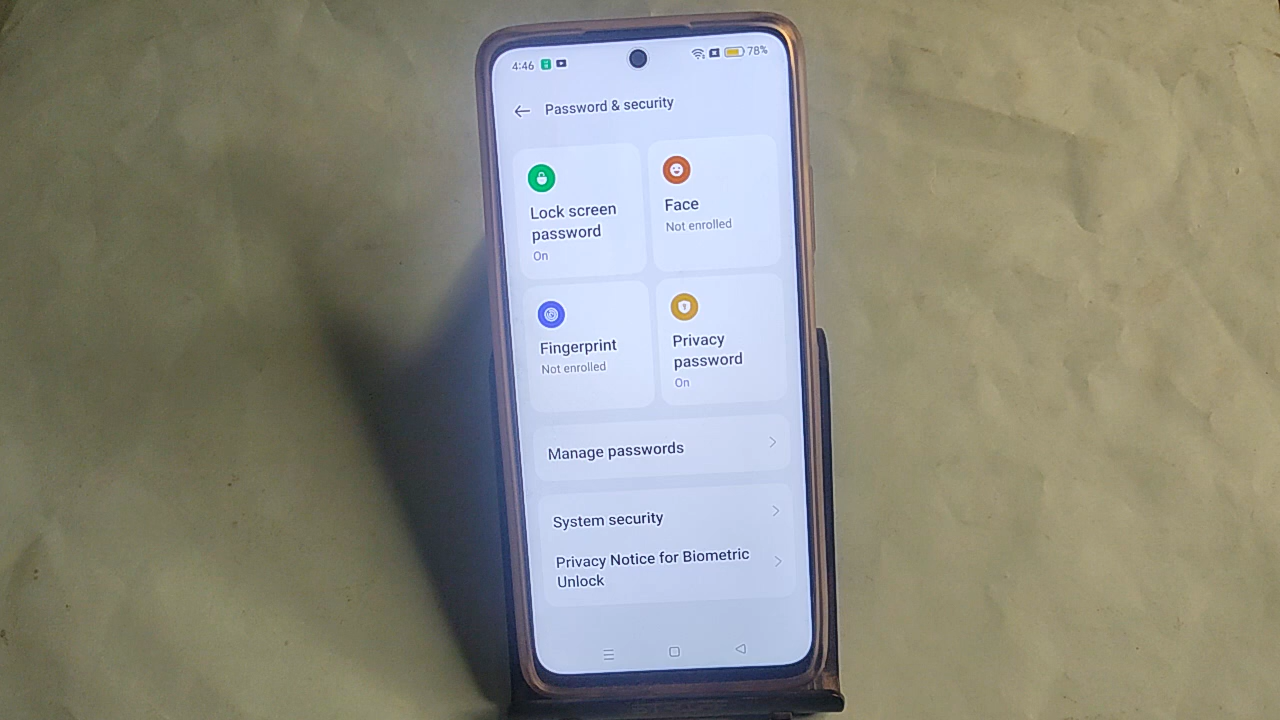 4:46 78%
Password & security
Lock screen
password
On
Face
Not enrolled
Fingerprint
Not enrolled
Privacy
password
On
Manage passwords
System security
Privacy Notice for Biometric
Unlock